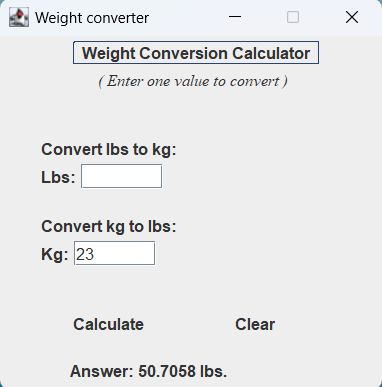 Weight converter
Weight Conversion Calculator
( Enter one value to convert )
Convert lbs to kg:
Lbs:
Convert kg to lbs:
Kg: 23
Calculate Clear
Answer: 50.7058 lbs.